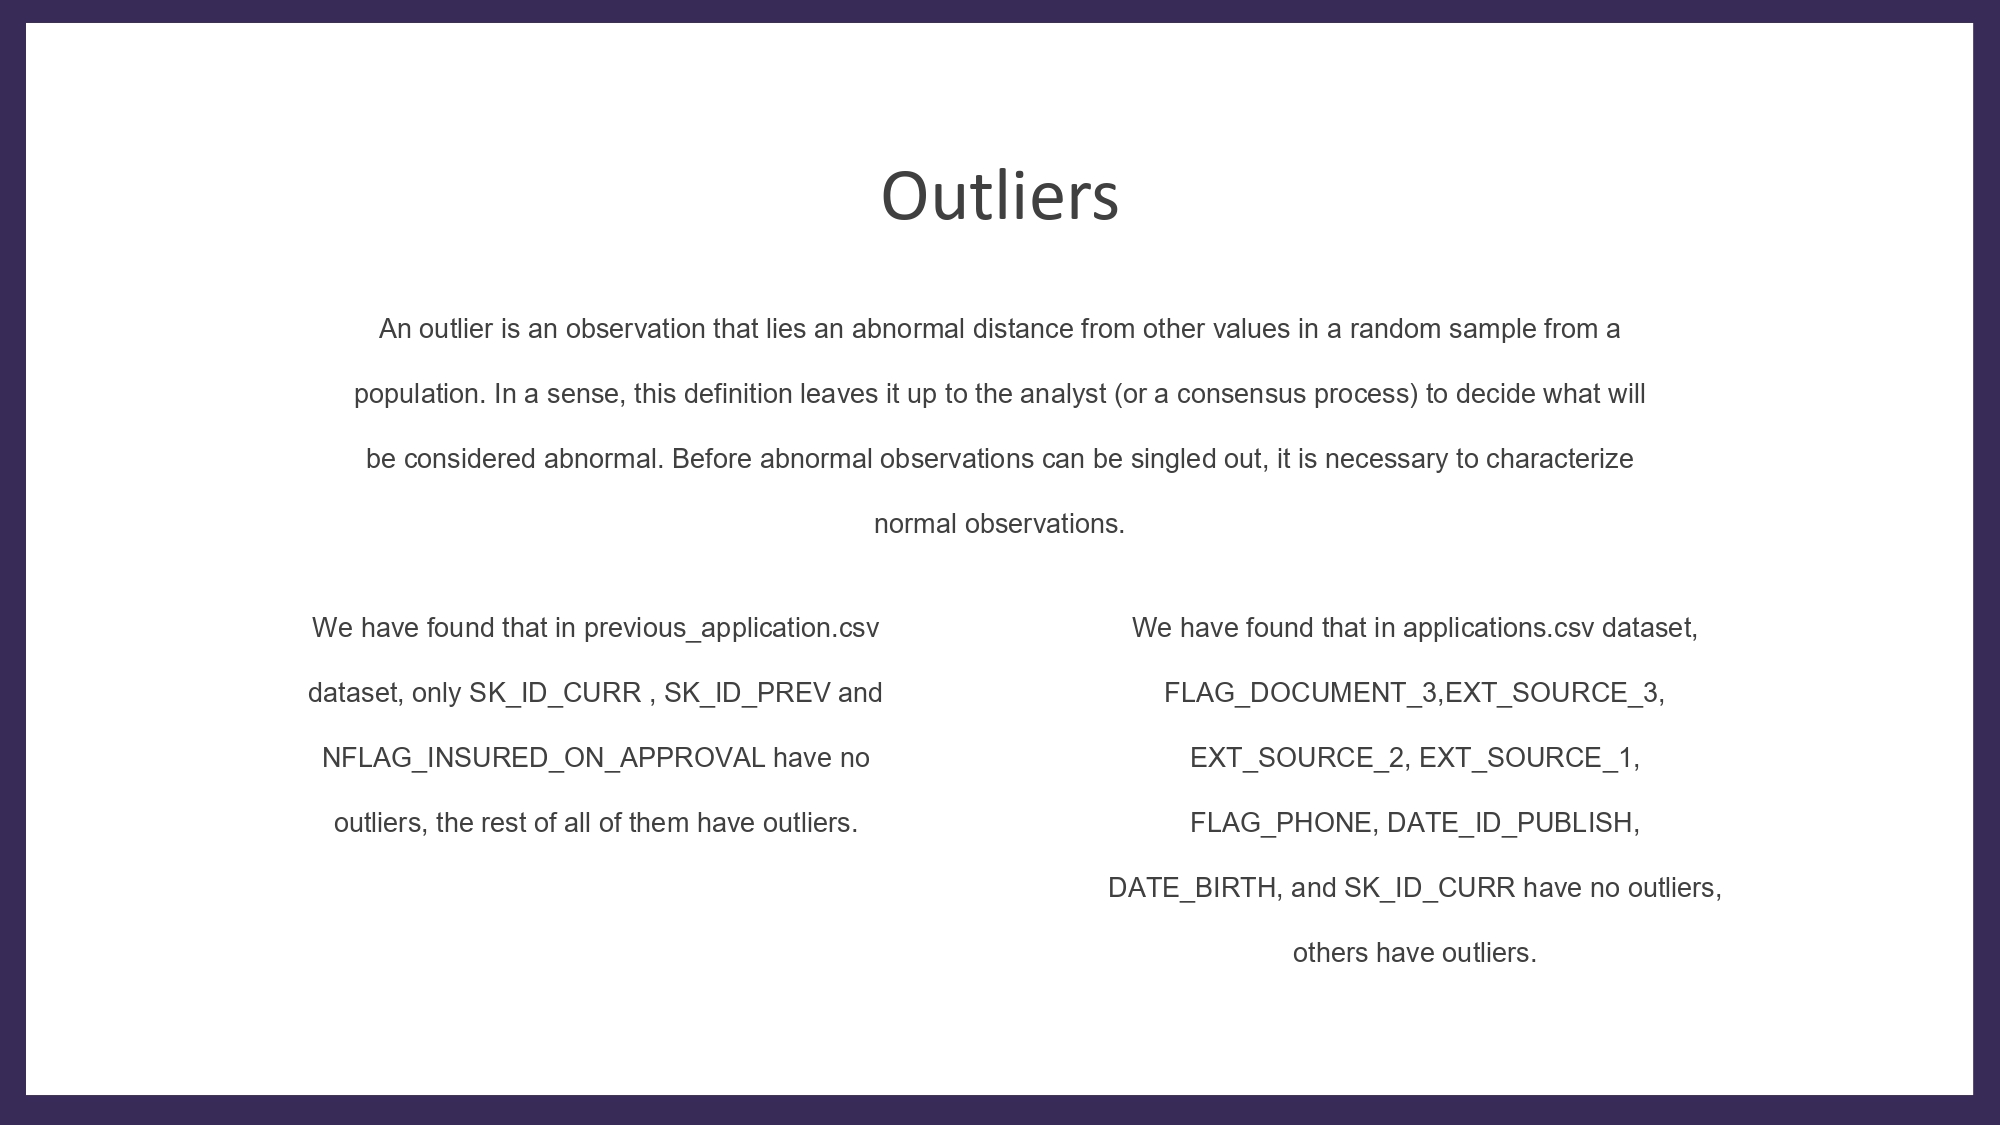 Outliers
An outlier is an observation that lies an abnormal distance from other values in a random sample from a
population. In a sense, this definition leaves it up to the analyst (or a consensus process) to decide what will
be considered abnormal. Before abnormal observations can be singled out, it is necessary to characterize
normal observations.
We have found that in previous_application.csv
dataset, only SK_ID_CURR , SK_ID_PREV and
NFLAG_INSURED_ON_APPROVAL have no
outliers, the rest of all of them have outliers.
We have found that in applications.csv dataset,
FLAG_DOCUMENT_3,EXT_SOURCE_3,
EXT_SOURCE_2, EXT_SOURCE_1,
FLAG_PHONE, DATE_ID_PUBLISH,
DATE_BIRTH, and SK_ID_CURR have no outliers,
others have outliers.